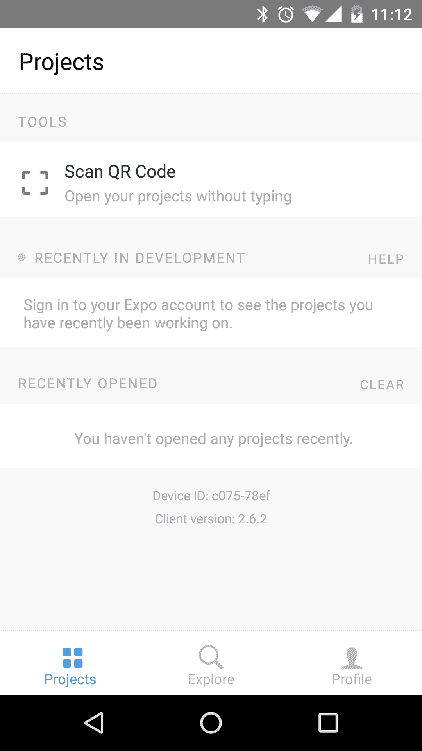 11:12
Projects
TOOLS
Scan QR Code
Open your projects without typing
RECENTLY IN DEVELOPMENT
HELP
Sign in to your Expo account to see the projects you
have recently been working on.
RECENTLY OPENED
CLEAR
You haven't opened any projects recently.
Device ID: c075-78ef
Client version: 2.6.2
Projects
Explore
Profile